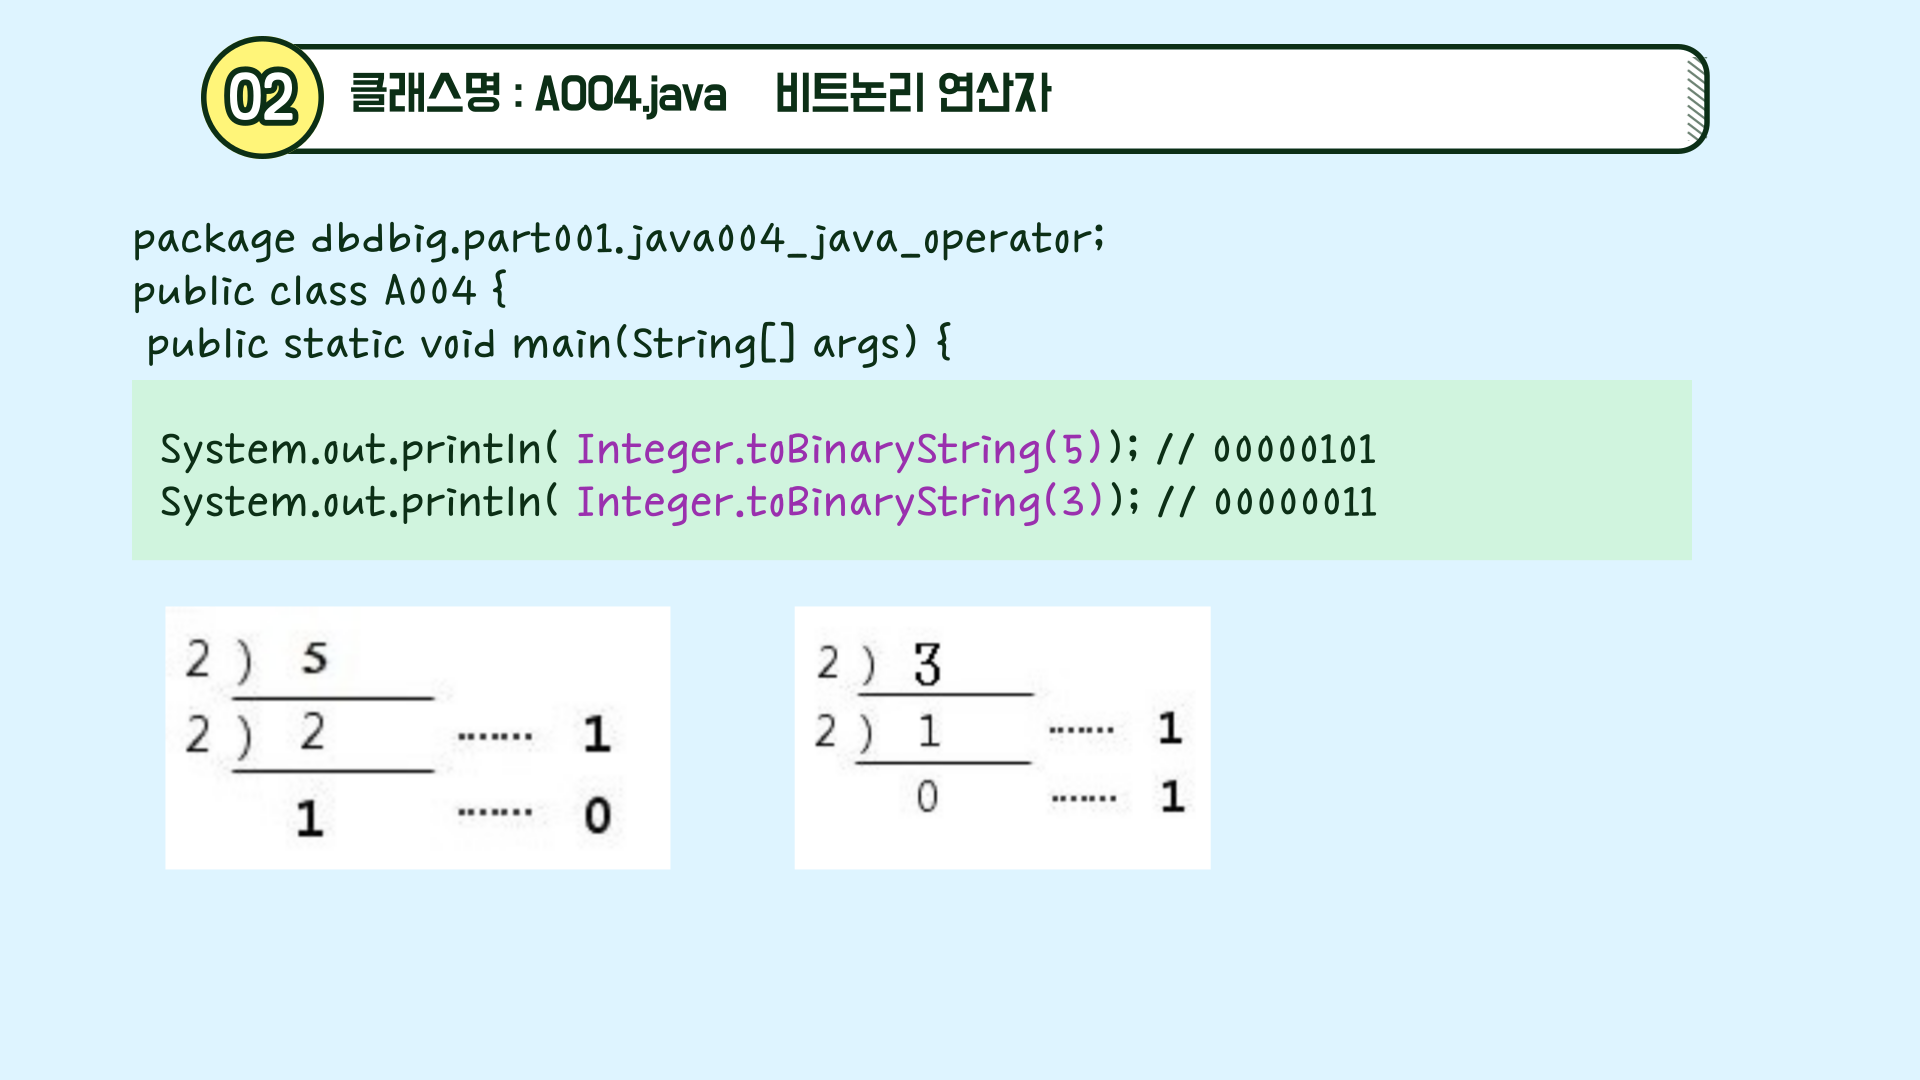 02
클래스명 : A004.java 비트논리 연산자
package dbdbig.part001.java004_java_operator;
public class A004 {
public static void main(String[] args) {
System.out.println( Integer.toBinaryString(5)); // 00000101
System.out.println( Integer.toBinaryString(3)); // 00000011
2 ) 5
2 ) 2 ······· 1
1 ······· 0
2 ) 3
2 ) 1 ······· 1
0 ······· 1